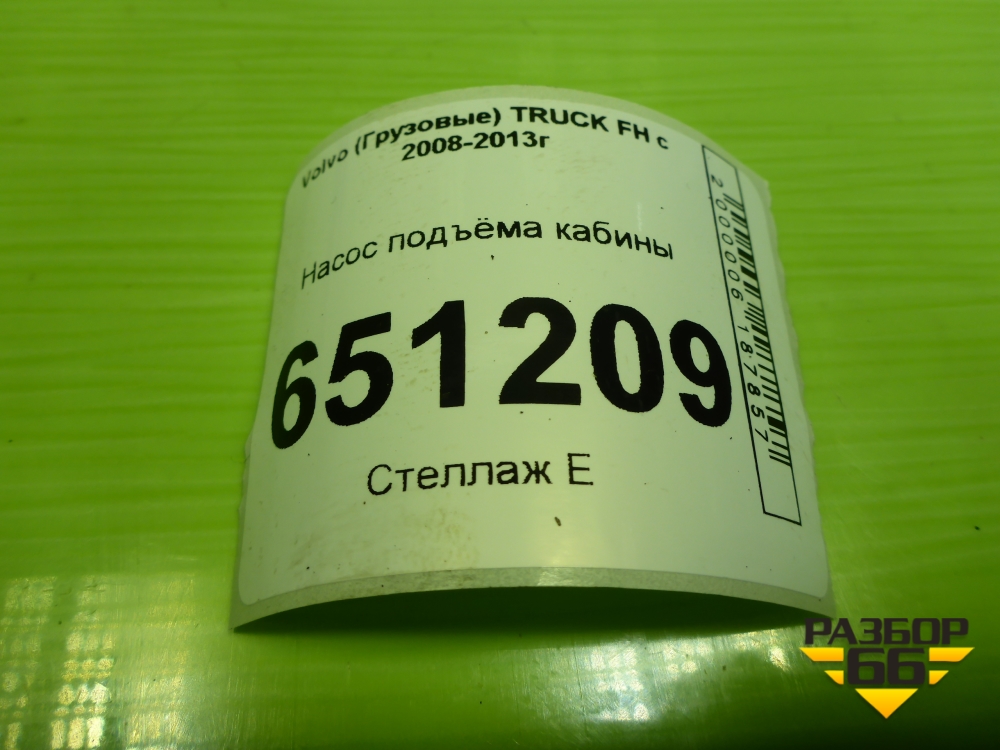 Volvo (Грузовые) TRUCK FH с
2008-2013г
Насос подъёма кабины
651209
Стеллаж Е
2000006187857
РАЗБОР
66